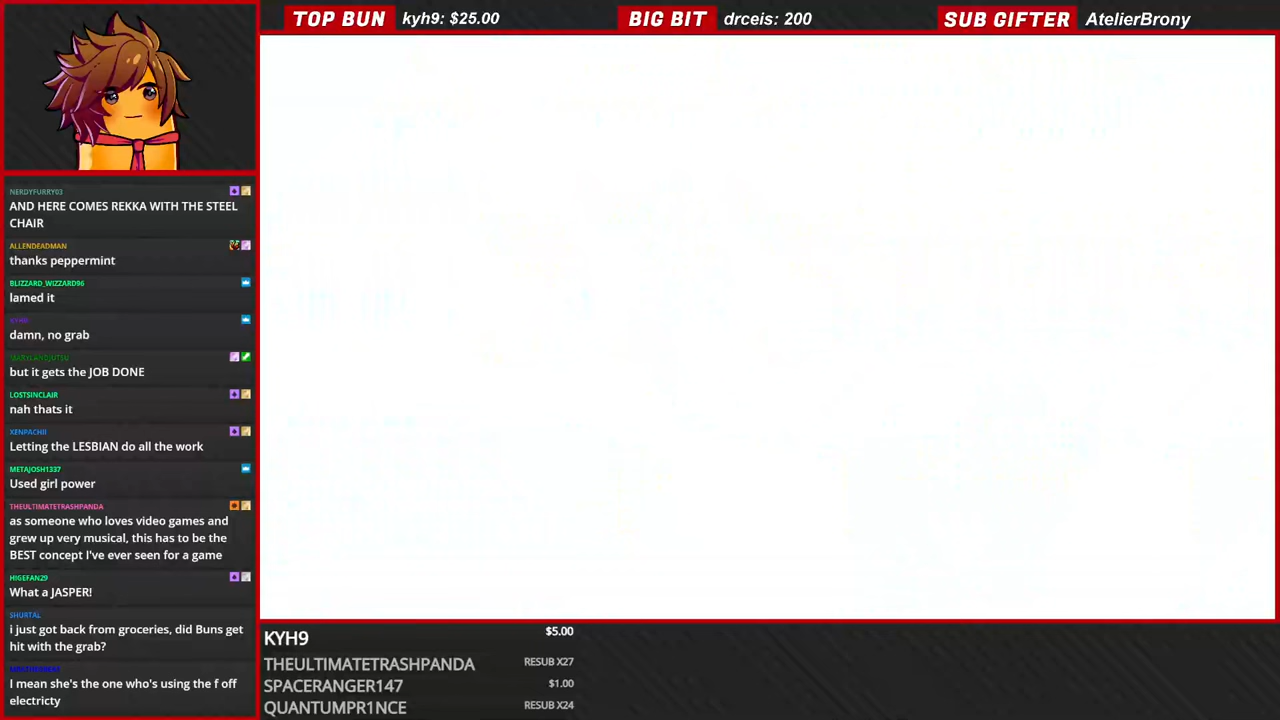 TOP BUN kyh9: $25.00 BIG BIT drceis: 200 SUB GIFTER AtelierBrony
NERDYFURRY03
AND HERE COMES REKKA WITH THE STEEL
CHAIR
ALLENDEADMAN
thanks peppermint
BLIZZARD_WIZZARD96
lamed it
KYH9
damn, no grab
MARYLANDJUTSU
but it gets the JOB DONE
LOSTSINCLAIR
nah thats it
XENPACHII
Letting the LESBIAN do all the work
METAJOSH1337
Used girl power
THEULTIMATETRASHPANDA
as someone who loves video games and
grew up very musical, this has to be the
BEST concept I've ever seen for a game
HIGEFAN29
What a JASPER!
SHURTAL
i just got back from groceries, did Buns get
hit with the grab?
I mean she's the one who's using the f off
electricty
KYH9 $5.00
THEULTIMATETRASHPANDA RESUB X27
SPACERANGER147 $1.00
QUANTUMPR1NCE RESUB X24